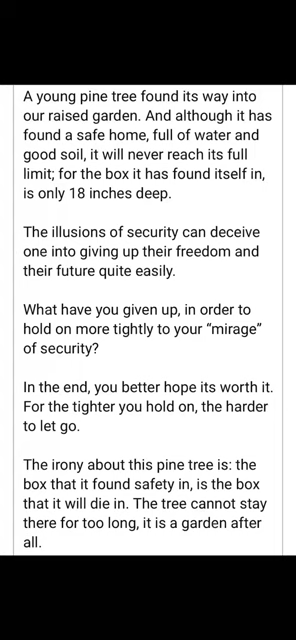 A young pine tree found its way into
our raised garden. And although it has
found a safe home, full of water and
good soil, it will never reach its full
limit; for the box it has found itself in,
is only 18 inches deep.
The illusions of security can deceive
one into giving up their freedom and
their future quite easily.
What have you given up, in order to
hold on more tightly to your “mirage”
of security?
In the end, you better hope its worth it.
For the tighter you hold on, the harder
to let go.
The irony about this pine tree is: the
box that it found safety in, is the box
that it will die in. The tree cannot stay
there for too long, it is a garden after
all.